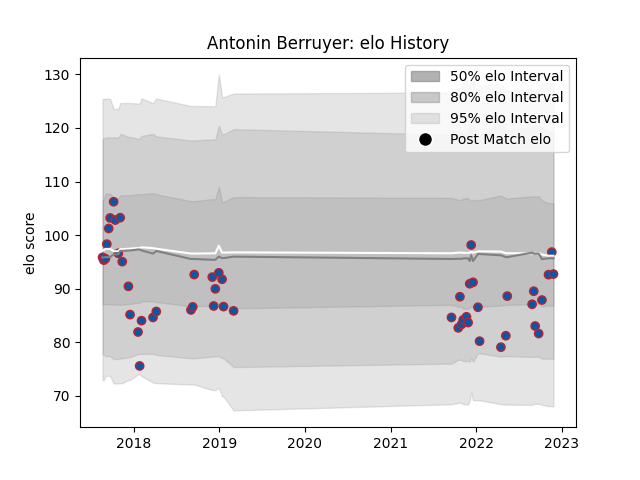 Antonin Berruyer: elo History
130
120
110
100
90
80
70
elo score
50% elo Interval
80% elo Interval
95% elo Interval
Post Match elo
2018
2019
2020
2021
2022
2023